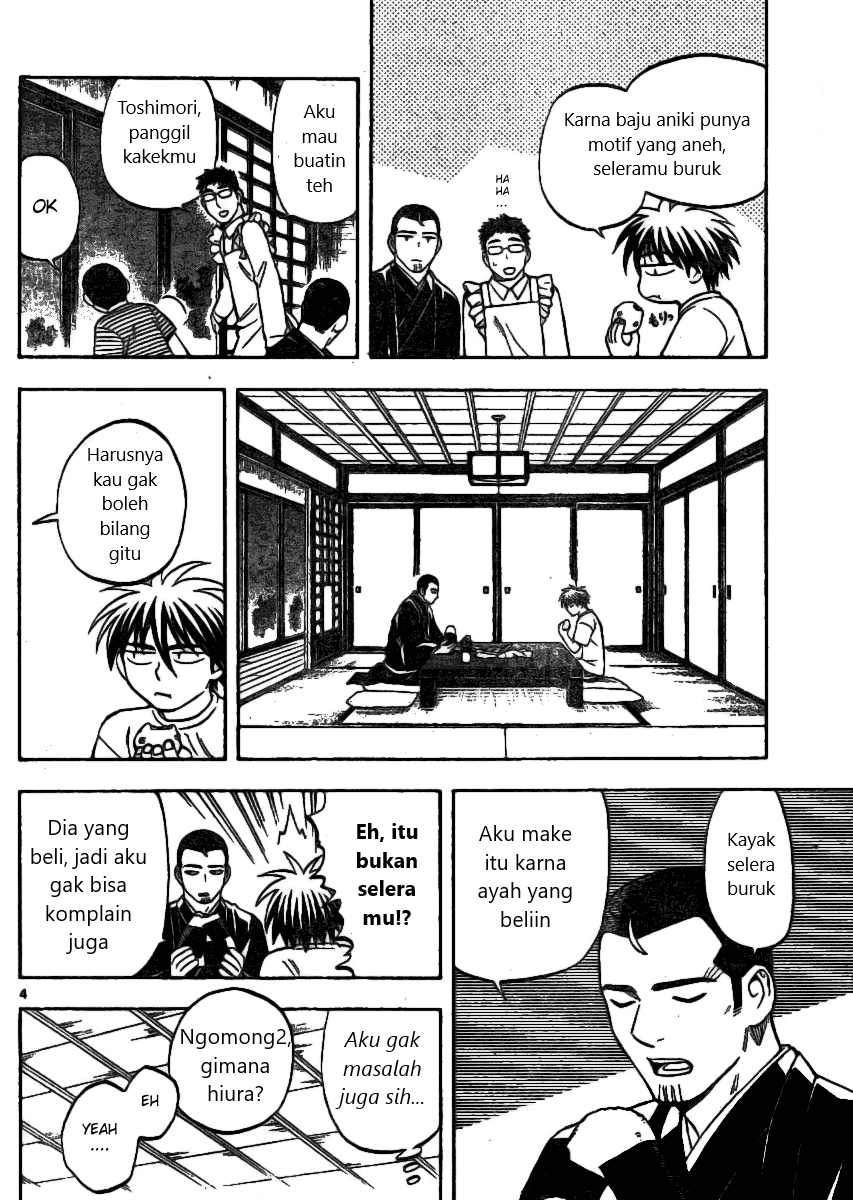 Karna baju aniki punya
motif yang aneh,
seleramu buruk
HA
HA
...
もりっ
Aku
mau
buatin
teh
Toshimori,
panggil
kakekmu
OK
Harusnya
kau gak
boleh
bilang
gitu
Kayak
selera
buruk
Aku make
itu karna
ayah yang
beliin
Eh, itu
bukan
selera
mu!?
Dia yang
beli, jadi aku
gak bisa
komplain
juga
4
Aku gak
masalah
juga sih...
Ngomong2,
gimana
hiura?
EH
YEAH
....